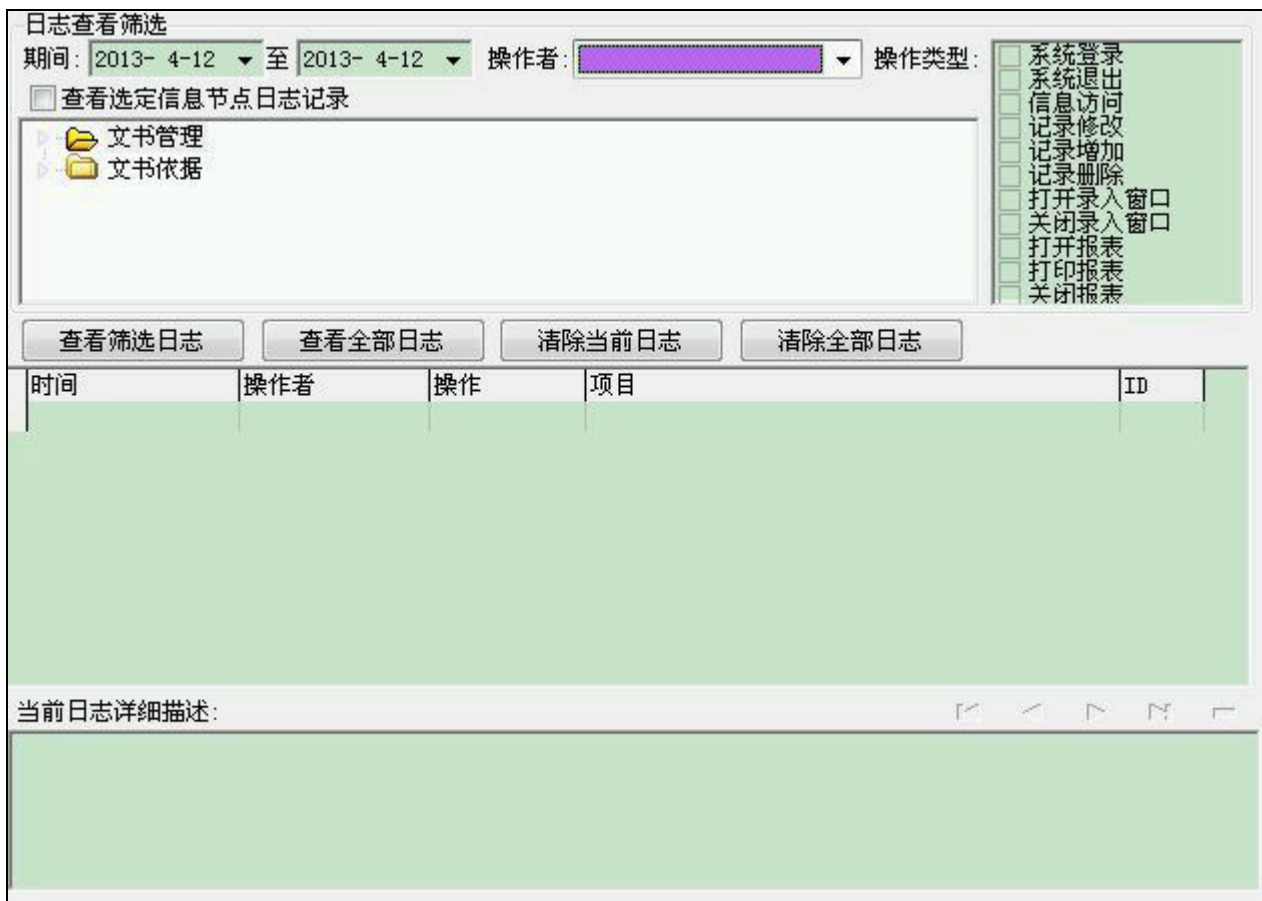 日志查看筛选
期间: 2013- 4-12 至 2013- 4-12 操作者: 操作类型:
系统登录
系统退出
信息访问
记录修改
记录增加
记录删除
打开录入窗口
关闭录入窗口
打开报表
打印报表
关闭报表
查看选定信息节点日志记录
文书管理
文书依据
查看筛选日志 查看全部日志 清除当前日志 清除全部日志
时间 操作者 操作 项目 ID
当前日志详细描述: